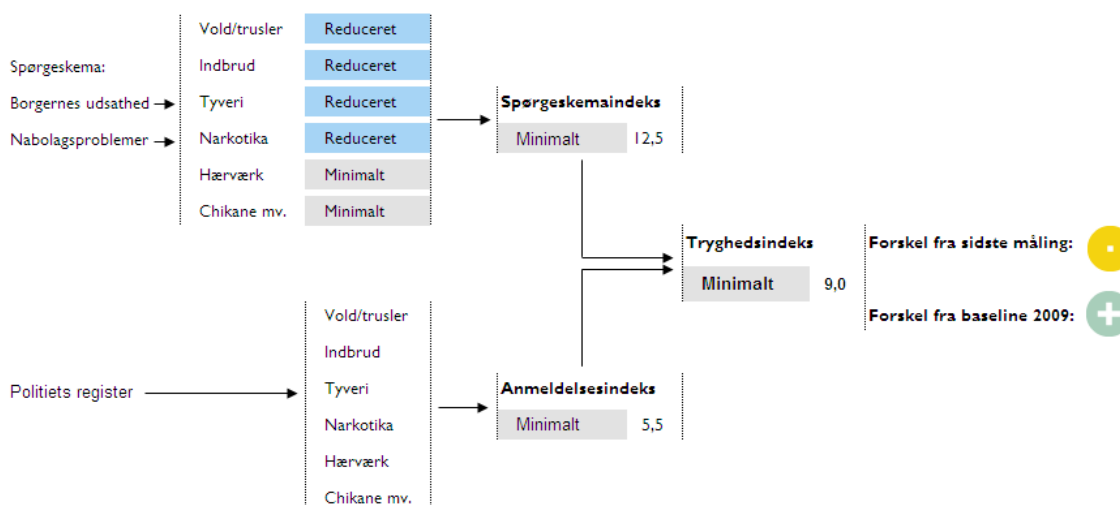 Vold/trusler Reduceret
Spørgeskema:
Indbrud Reduceret
Borgernes udsathed
Tyveri Reduceret
Nabolagsproblemer
Narkotika Reduceret
Hærværk Minimalt
Chikane mv. Minimalt
Spørgeskemaindeks
Minimalt 12,5
Tryghedsindeks
Minimalt 9,0
Forskel fra sidste måling:
Forskel fra baseline 2009:
Politiets register
Vold/trusler
Indbrud
Tyveri
Narkotika
Hærværk
Chikane mv.
Anmeldelsesindeks
Minimalt 5,5